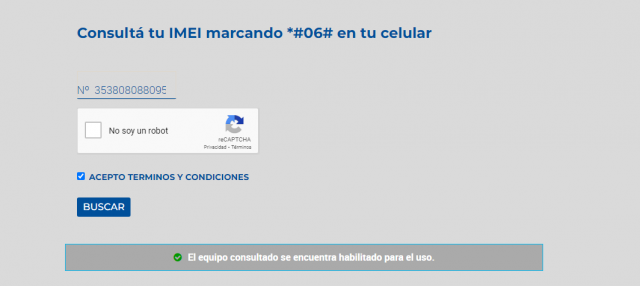 Consultá tu IMEI marcando *#06# en tu celular
Nº 353808088095
No soy un robot
reCAPTCHA
Privacidad - Términos
ACEPTO TERMINOS Y CONDICIONES
BUSCAR
El equipo consultado se encuentra habilitado para el uso.